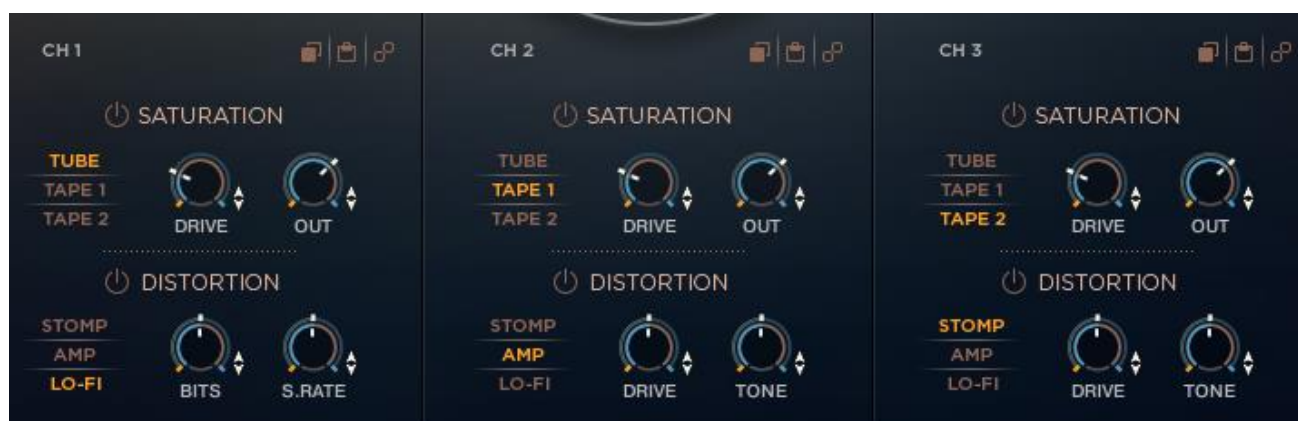 CH 1
SATURATION
TUBE
TAPE 1
TAPE 2
DRIVE
OUT
DISTORTION
STOMP
AMP
LO-FI
BITS
S.RATE
CH 2
SATURATION
TUBE
TAPE 1
TAPE 2
DRIVE
OUT
DISTORTION
STOMP
AMP
LO-FI
DRIVE
TONE
CH 3
SATURATION
TUBE
TAPE 1
TAPE 2
DRIVE
OUT
DISTORTION
STOMP
AMP
LO-FI
DRIVE
TONE